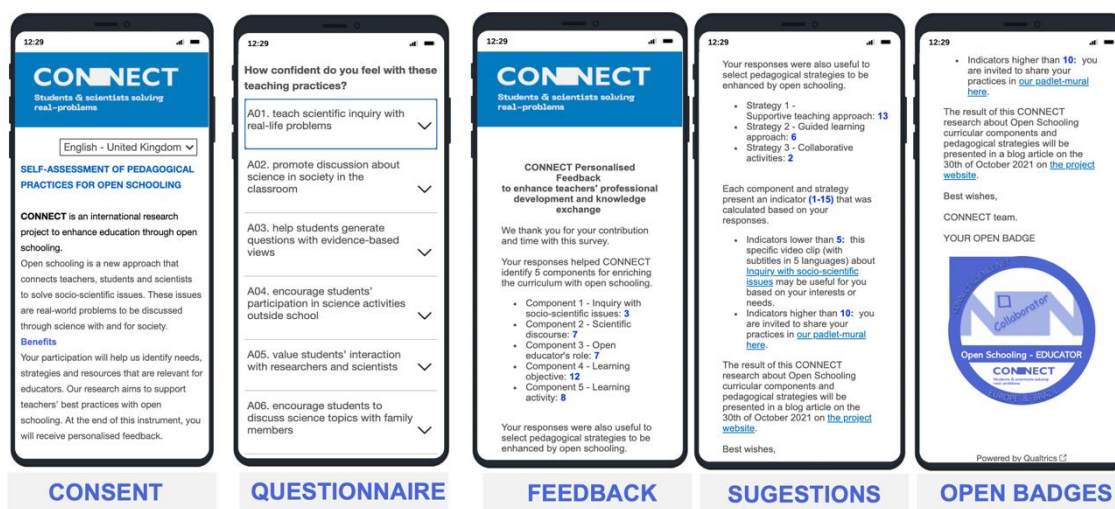 12:29
CONNECT
Students & scientists solving
real-problems
English - United Kingdom
SELF-ASSESSMENT OF PEDAGOGICAL
PRACTICES FOR OPEN SCHOOLING
CONNECT is an international research
project to enhance education through open
schooling.
Open schooling is a new approach that
connects teachers, students and scientists
to solve socio-scientific issues. These issues
are real-world problems to be discussed
through science with and for society.
Benefits
Your participation will help us identify needs,
strategies and resources that are relevant for
educators. Our research aims to support
teachers' best practices with open
schooling. At the end of this instrument, you
will receive personalised feedback.
CONSENT
12:29
How confident do you feel with these
teaching practices?
A01. teach scientific inquiry with
real-life problems
A02. promote discussion about
science in society in the
classroom
A03. help students generate
questions with evidence-based
views
A04. encourage students'
participation in science activities
outside school
A05. value students' interaction
with researchers and scientists
A06. encourage students to
discuss science topics with family
members
QUESTIONNAIRE
12:29
CONNECT
Students & scientists solving
real-problems
CONNECT Personalised
Feedback
to enhance teachers' professional
development and knowledge
exchange
We thank you for your contribution
and time with this survey.
Your responses helped CONNECT
identify 5 components for enriching
the curriculum with open schooling.
• Component 1 - Inquiry with
socio-scientific issues: 3
• Component 2 - Scientific
discourse: 7
• Component 3 - Open
educator's role: 7
• Component 4 - Learning
objective: 12
• Component 5 - Learning
activity: 8
Your responses were also useful to
select pedagogical strategies to be
enhanced by open schooling.
FEEDBACK
12:29
Your responses were also useful to
select pedagogical strategies to be
enhanced by open schooling.
• Strategy 1 -
Supportive teaching approach: 13
• Strategy 2 - Guided learning
approach: 6
• Strategy 3 - Collaborative
activities: 2
Each component and strategy
present an indicator (1-15) that was
calculated based on your
responses.
• Indicators lower than 5: this
specific video clip (with
subtitles in 5 languages) about
Inquiry with socio-scientific
issues may be useful for you
based on your interests or
needs.
• Indicators higher than 10: you
are invited to share your
practices in our padlet-mural
here.
The result of this CONNECT
research about Open Schooling
curricular components and
pedagogical strategies will be
presented in a blog article on the
30th of October 2021 on the project
website.
Best wishes,
SUGESTIONS
12:29
• Indicators higher than 10: you
are invited to share your
practices in our padlet-mural
here.
The result of this CONNECT
research about Open Schooling
curricular components and
pedagogical strategies will be
presented in a blog article on the
30th of October 2021 on the project
website.
Best wishes,
CONNECT team.
YOUR OPEN BADGE
Collaborator
Open Schooling - EDUCATOR
CONNECT
Students & scientists solving
real-problems
EUROPE & BRAZIL
Powered by Qualtrics
OPEN BADGES